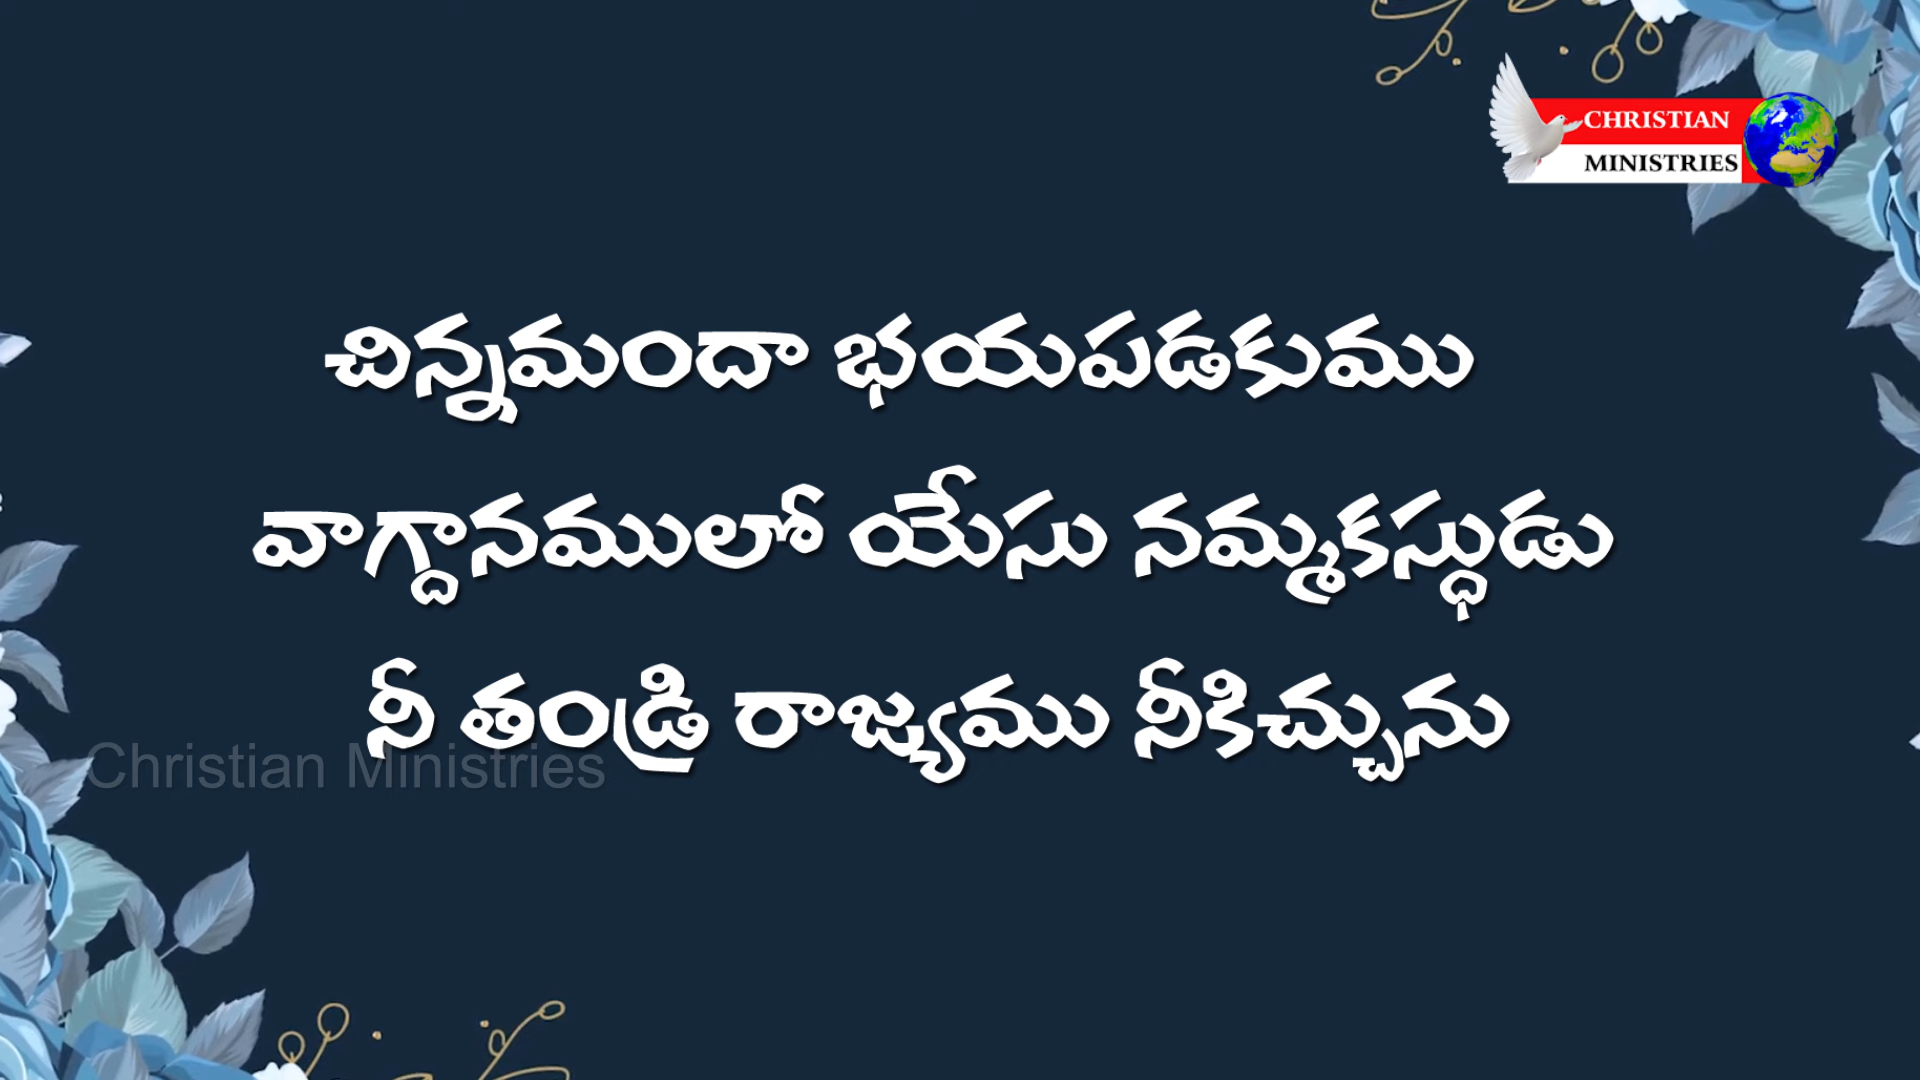 CHRISTIAN
MINISTRIES
చిన్నమందా భయపడకుము
వాగ్దానములో యేసు నమ్మకస్ధుడు
నీ తండ్రి రాజ్యము నీకిచ్చును
Christian Ministries